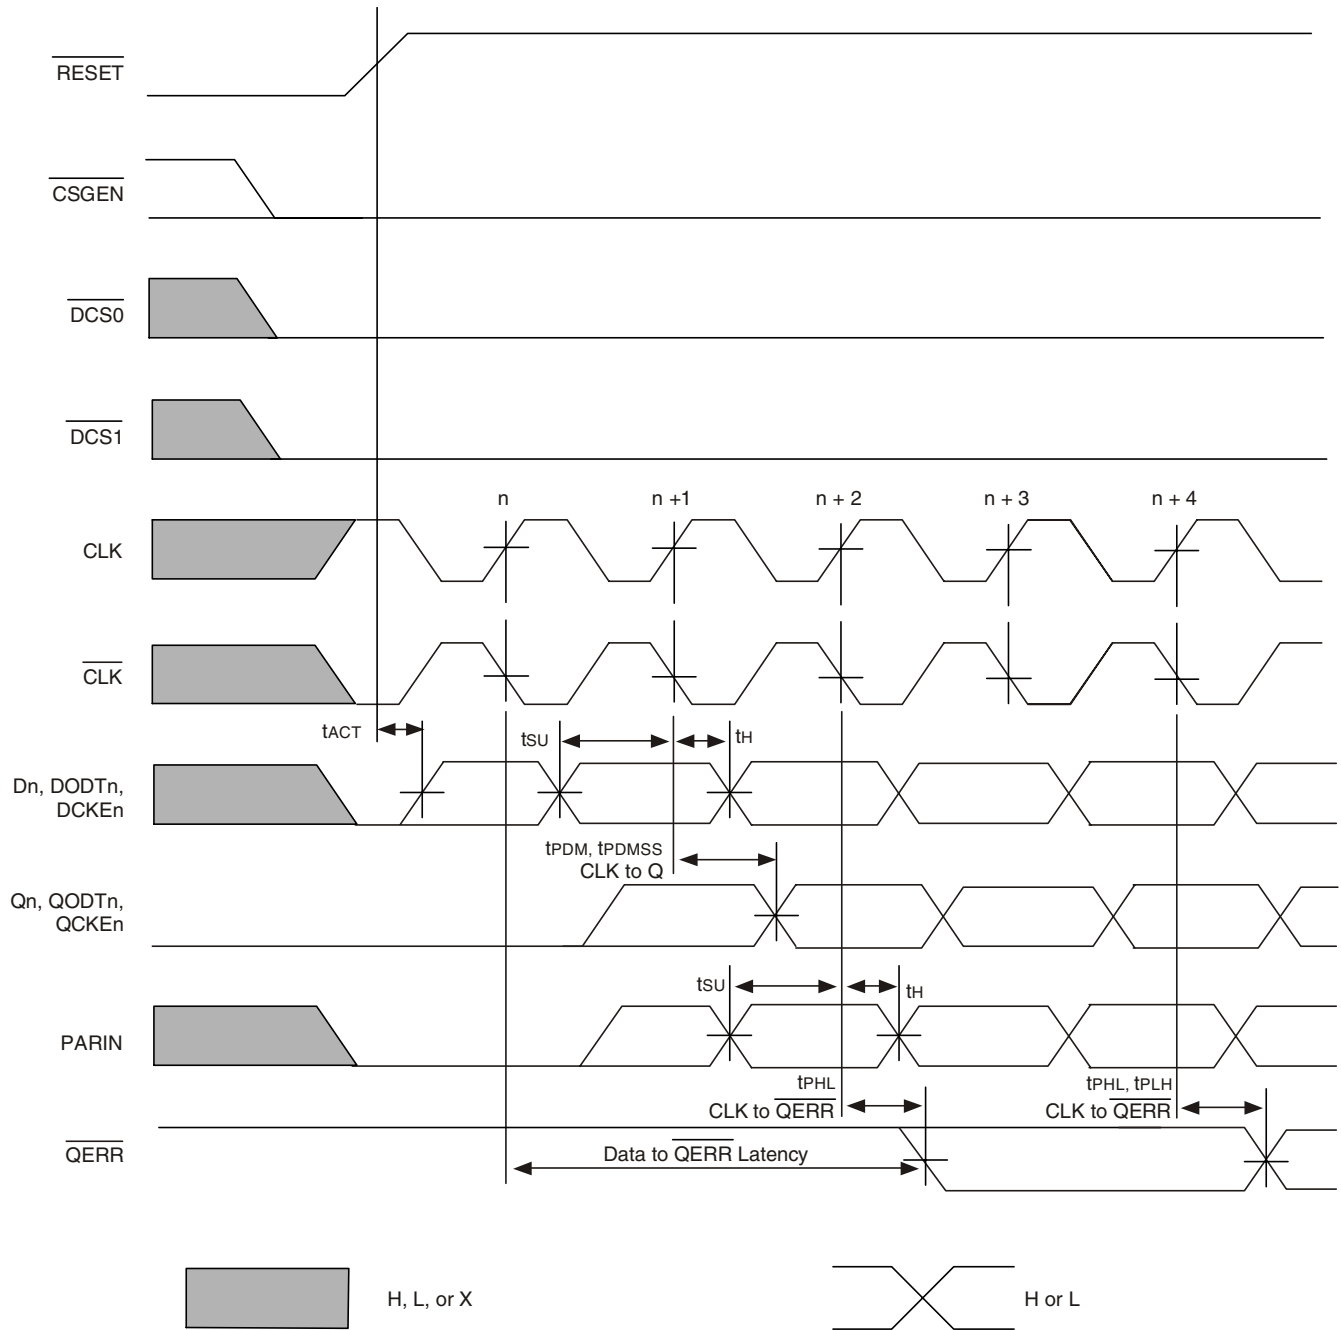 RESET
CSGEN
DCS0
DCS1
n n +1 n + 2 n + 3 n + 4
CLK
CLK
tACT tSU tH
Dn, DODTn,
DCKEn
tPDM, tPDMSS
CLK to Q
Qn, QODTn,
QCKEn
tSU tH
PARIN
tPHL
CLK to QERR
tPHL, tPLH
CLK to QERR
QERR
Data to QERR Latency
H, L, or X
H or L